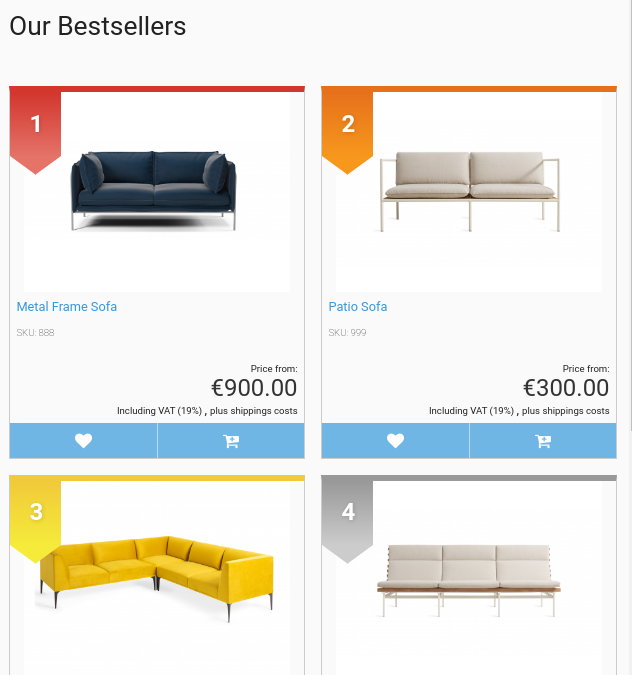 Our Bestsellers
1
2
Metal Frame Sofa
SKU: 888
Price from:
€900.00
Including VAT (19%) , plus shippings costs
Patio Sofa
SKU: 999
Price from:
€300.00
Including VAT (19%) , plus shippings costs
3
4